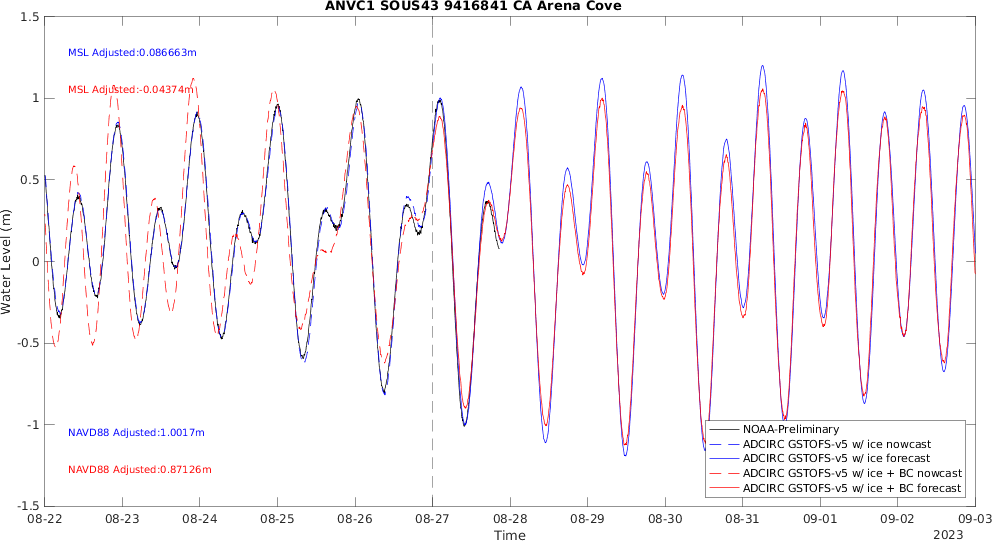 ANVC1 SOUS43 9416841 CA Arena Cove
1.5
MSL Adjusted:0.086663m
MSL Adjusted:-0.04374m
1
0.5
Water Level (m)
0
-0.5
-1
NAVD88 Adjusted:1.0017m
NAVD88 Adjusted:0.87126m
-1.5
NOAA-Preliminary
ADCIRC GSTOFS-v5 w/ ice nowcast
ADCIRC GSTOFS-v5 w/ ice forecast
ADCIRC GSTOFS-v5 w/ ice + BC nowcast
ADCIRC GSTOFS-v5 w/ ice + BC forecast
08-22 08-23 08-24 08-25 08-26 08-27 08-28 08-29 08-30 08-31 09-01 09-02 09-03
Time
2023